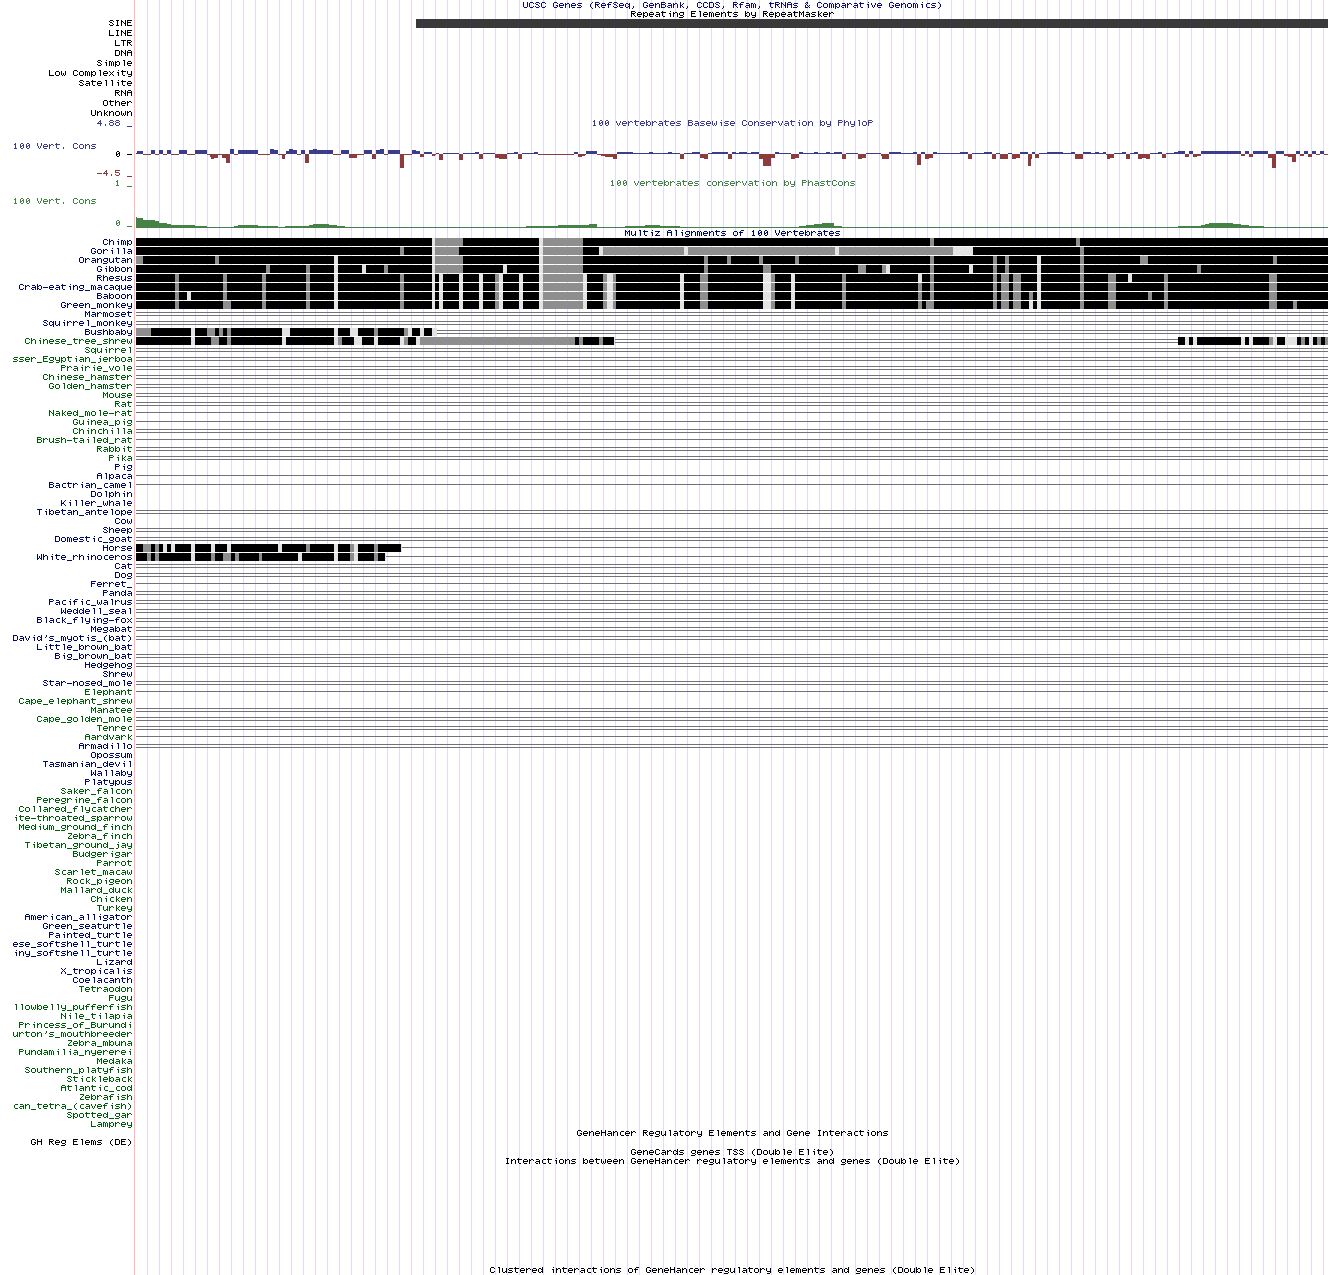 UCSC Genes (RefSeq, GenBank, CCDS, Rfam, tRNAs & Comparative Genomics)
Repeating Elements by RepeatMasker
SINE
LINE
LTR
DNA
Simple
Low Complexity
Satellite
RNA
Other
Unknown
4.88 _
100 vertebrates Basewise Conservation by PhyloP
100 Vert. Cons
0 -
-4.5 _
1 _
100 vertebrates conservation by PhastCons
100 Vert. Cons
0 _
Multiz Alignments of 100 Vertebrates
Chimp
Gorilla
Orangutan
Gibbon
Rhesus
Crab-eating_macaque
Baboon
Green_monkey
Marmoset
Squirrel_monkey
Bushbaby
Chinese_tree_shrew
Squirrel
sser_Egyptian_jerboa
Prairie_vole
Chinese_hamster
Golden_hamster
Mouse
Rat
Naked_mole-rat
Guinea_pig
Chinchilla
Brush-tailed_rat
Rabbit
Pika
Pig
Alpaca
Bactrian_camel
Dolphin
Killer_whale
Tibetan_antelope
Cow
Sheep
Domestic_goat
Horse
White_rhinoceros
Cat
Dog
Ferret_
Panda
Pacific_walrus
Weddell_seal
Black_flying-fox
Megabat
David's_myotis_(bat)
Little_brown_bat
Big_brown_bat
Hedgehog
Shrew
Star-nosed_mole
Elephant
Cape_elephant_shrew
Manatee
Cape_golden_mole
Tenrec
Aardvark
Armadillo
Opossum
Tasmanian_devil
Wallaby
Platypus
Saker_falcon
Peregrine_falcon
Collared_flycatcher
ite-throated_sparrow
Medium_ground_finch
Zebra_finch
Tibetan_ground_jay
Budgerigar
Parrot
Scarlet_macaw
Rock_pigeon
Mallard_duck
Chicken
Turkey
American_alligator
Green_seaturtle
Painted_turtle
ese_softshell_turtle
iny_softshell_turtle
Lizard
X_tropicalis
Coelacanth
Tetraodon
Fugu
llowbelly_pufferfish
Nile_tilapia
Princess_of_Burundi
urton's_mouthbreeder
Zebra_mbuna
Pundamilia_nyererei
Medaka
Southern_platyfish
Stickleback
Atlantic_cod
Zebrafish
can_tetra_(cavefish)
Spotted_gar
Lamprey
GeneHancer Regulatory Elements and Gene Interactions
GH Reg Elems (DE)
GeneCards genes TSS (Double Elite)
Interactions between GeneHancer regulatory elements and genes (Double Elite)
Clustered interactions of GeneHancer regulatory elements and genes (Double Elite)